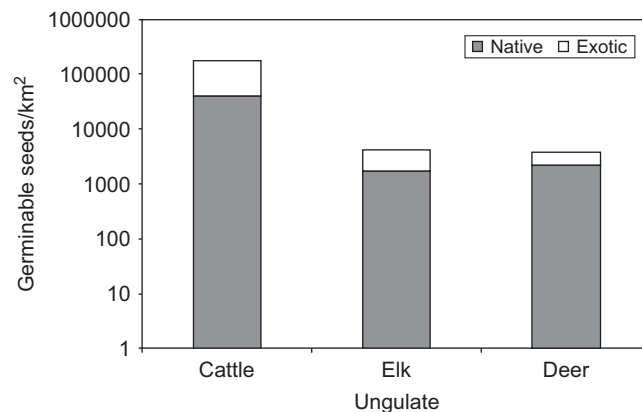 1000000
100000
10000
1000
100
10
1
Germinable seeds/km²
Native Exotic
Cattle Elk Deer
Ungulate